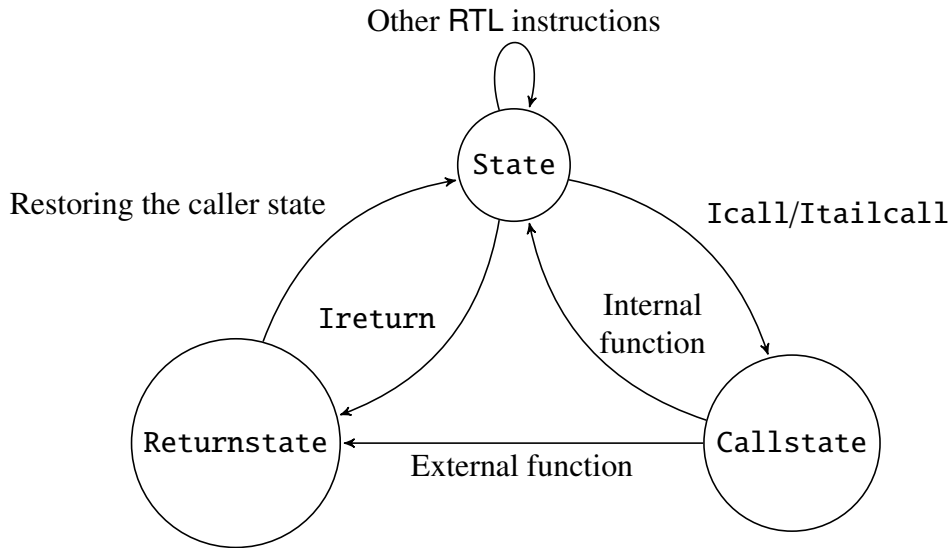 Other RTL instructions
State
Restoring the caller state
Icall/Itailcall
Internal
function
Ireturn
Returnstate
Callstate
External function